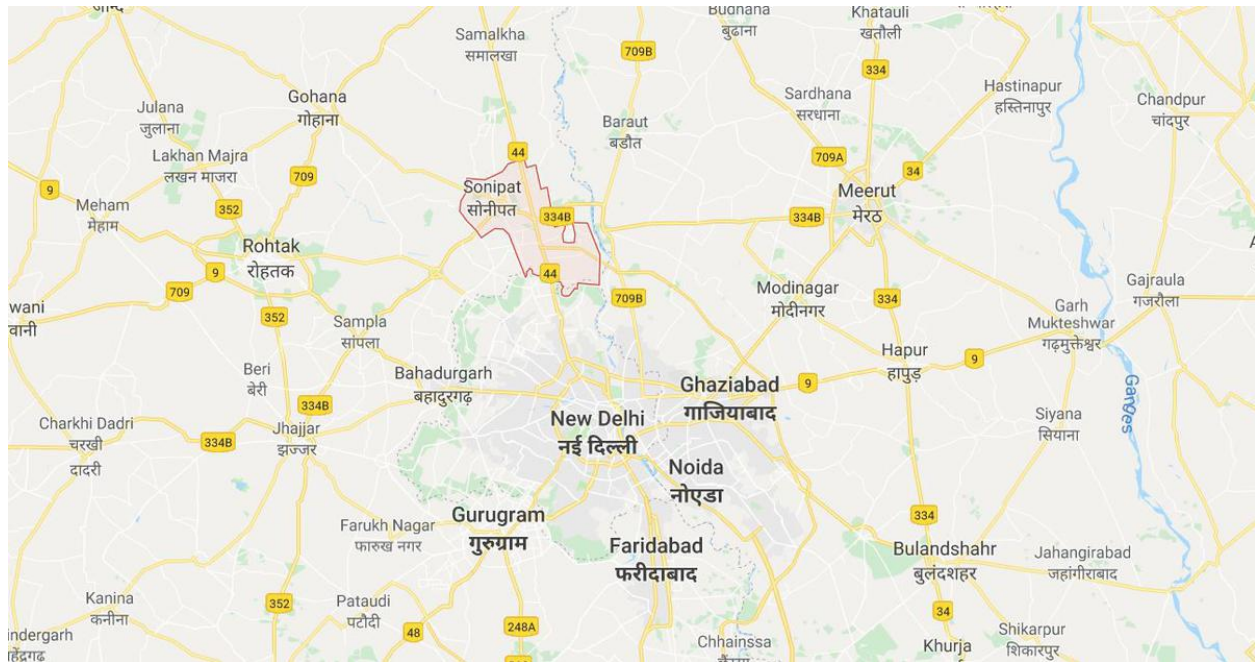 जान्द
Samalkha
समालखा
709B
Budhana
बुढाना
Khatauli
खतौली
334
Julana
जुलाना
Gohana
गोहाना
Baraut
बड़ौत
Sardhana
सरधाना
Hastinapur
हस्तिनापुर
Chandpur
चांदपुर
Lakhan Majra
लखन माजरा
709
44
709A
34
9
Meham
मेहाम
352
Sonipat
सोनीपत
334B
334B
Meerut
मेरठ
Rohtak
रोहतक
9
44
709
352
709B
334
Modinagar
मोदीनगर
Gajraula
गजरौला
Garh
Mukteshwar
गढ़मुक्तेश्वर
wani
वानी
Sampla
सांपला
Hapur
हापुड़
9
Beri
बेरी
Bahadurgarh
बहादुरगढ़
Ghaziabad
गाजियाबाद
9
Ganges
334B
Charkhi Dadri
चरखी
दादरी
334B
Jhajjar
झज्जर
New Delhi
नई दिल्ली
Siyana
सियाना
Noida
नोएडा
Gurugram
गुरुग्राम
Farukh Nagar
फारुख नगर
Faridabad
फरीदाबाद
334
Bulandshahr
बुलंदशहर
Jahangirabad
जहांगीराबाद
Kanina
कनीना
352
Pataudi
पटौदी
48
248A
34
Chhainssa
Khurja
Shikarpur
शिकारपुर
indergarh